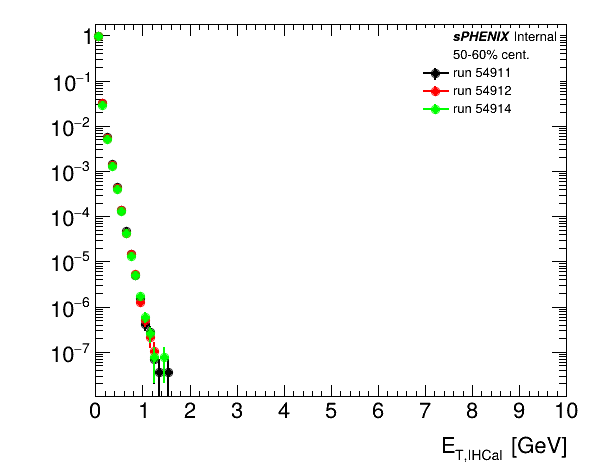 sPHENIX Internal
50-60% cent.
run 54911
run 54912
run 54914
1
10⁻¹
10⁻²
10⁻³
10⁻⁴
10⁻⁵
10⁻⁶
10⁻⁷
0 1 2 3 4 5 6 7 8 9 10
E_T,IHCal [GeV]